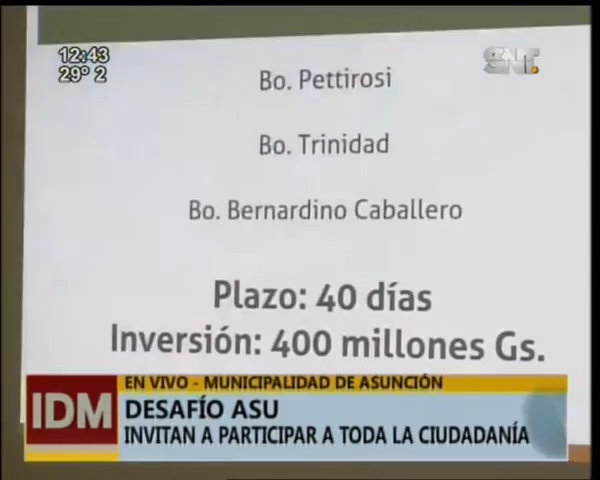 12:43
29° 2
SNT.
Bo. Pettirosi
Bo. Trinidad
Bo. Bernardino Caballero
Plazo: 40 días
Inversión: 400 millones Gs.
IDM
EN VIVO - MUNICIPALIDAD DE ASUNCIÓN
DESAFÍO ASU
INVITAN A PARTICIPAR A TODA LA CIUDADANÍA